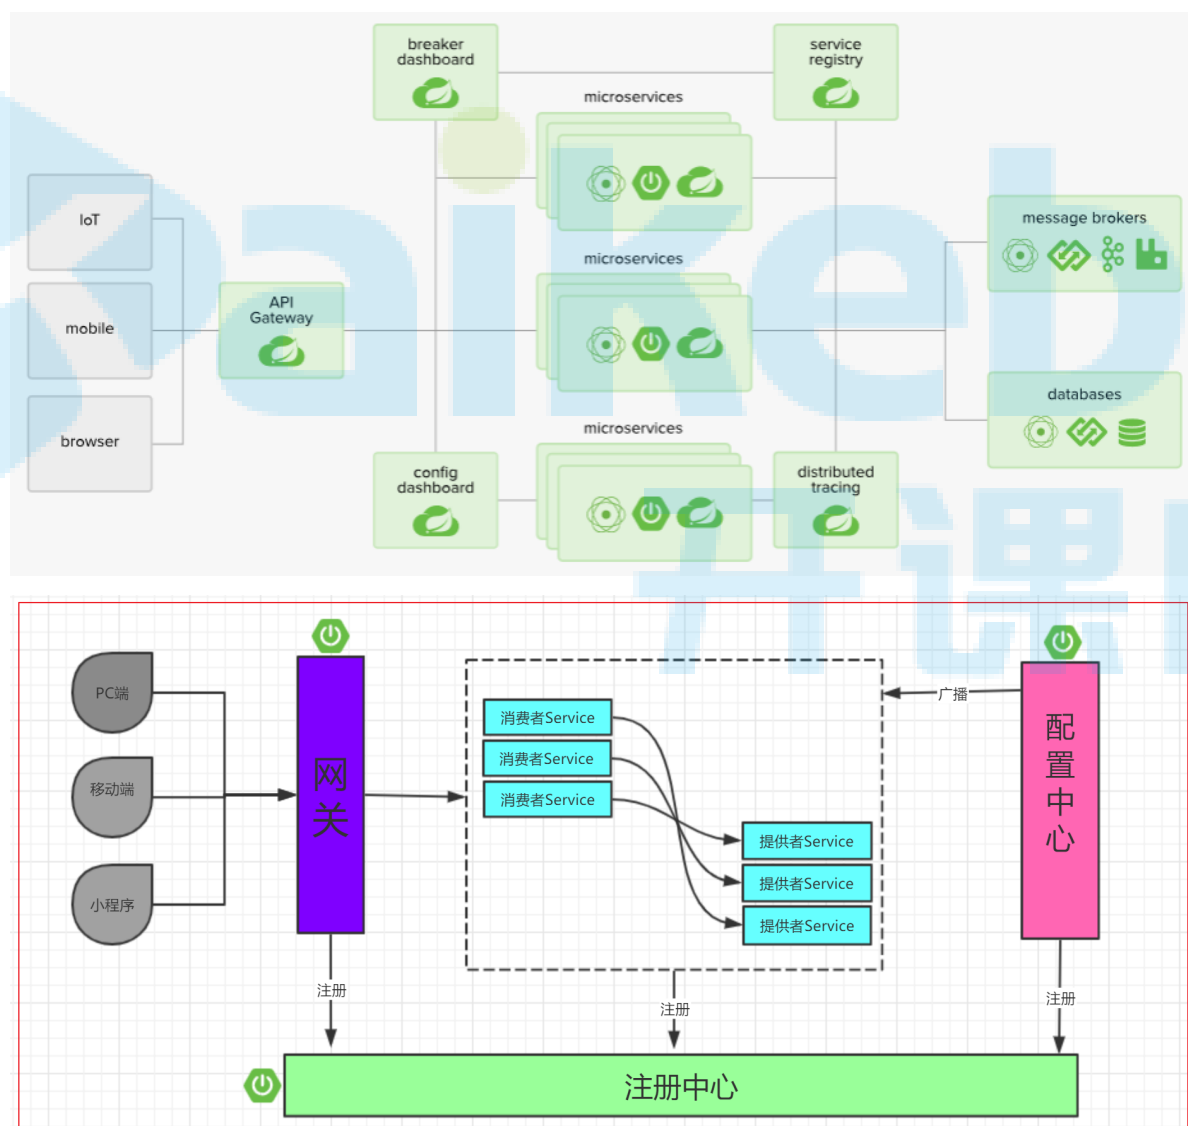 breaker
dashboard
service
registry
microservices
IoT
message brokers
microservices
API
Gateway
mobile
databases
browser
microservices
config
dashboard
distributed
tracing
aikeb
开课
PC端
移动端
小程序
网
关
消费者Service
消费者Service
消费者Service
提供者Service
提供者Service
提供者Service
广播
配
置
中
心
注册
注册
注册
注册中心